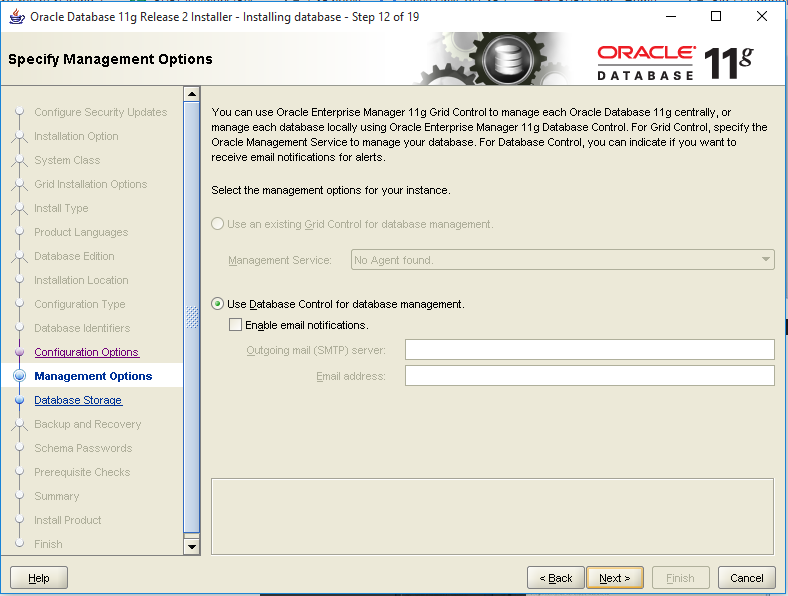 Oracle Database 11g Release 2 Installer - Installing database - Step 12 of 19
Specify Management Options
ORACLE
DATABASE
11g
Configure Security Updates
Installation Option
System Class
Grid Installation Options
Install Type
Product Languages
Database Edition
Installation Location
Configuration Type
Database Identifiers
Configuration Options
Management Options
Database Storage
Backup and Recovery
Schema Passwords
Prerequisite Checks
Summary
Install Product
Finish
You can use Oracle Enterprise Manager 11g Grid Control to manage each Oracle Database 11g centrally, or
manage each database locally using Oracle Enterprise Manager 11g Database Control. For Grid Control, specify the
Oracle Management Service to manage your database. For Database Control, you can indicate if you want to
receive email notifications for alerts.
Select the management options for your instance.
Use an existing Grid Control for database management.
Management Service: No Agent found.
Use Database Control for database management.
Enable email notifications.
Outgoing mail (SMTP) server:
Email address:
Help
< Back
Next >
Finish
Cancel